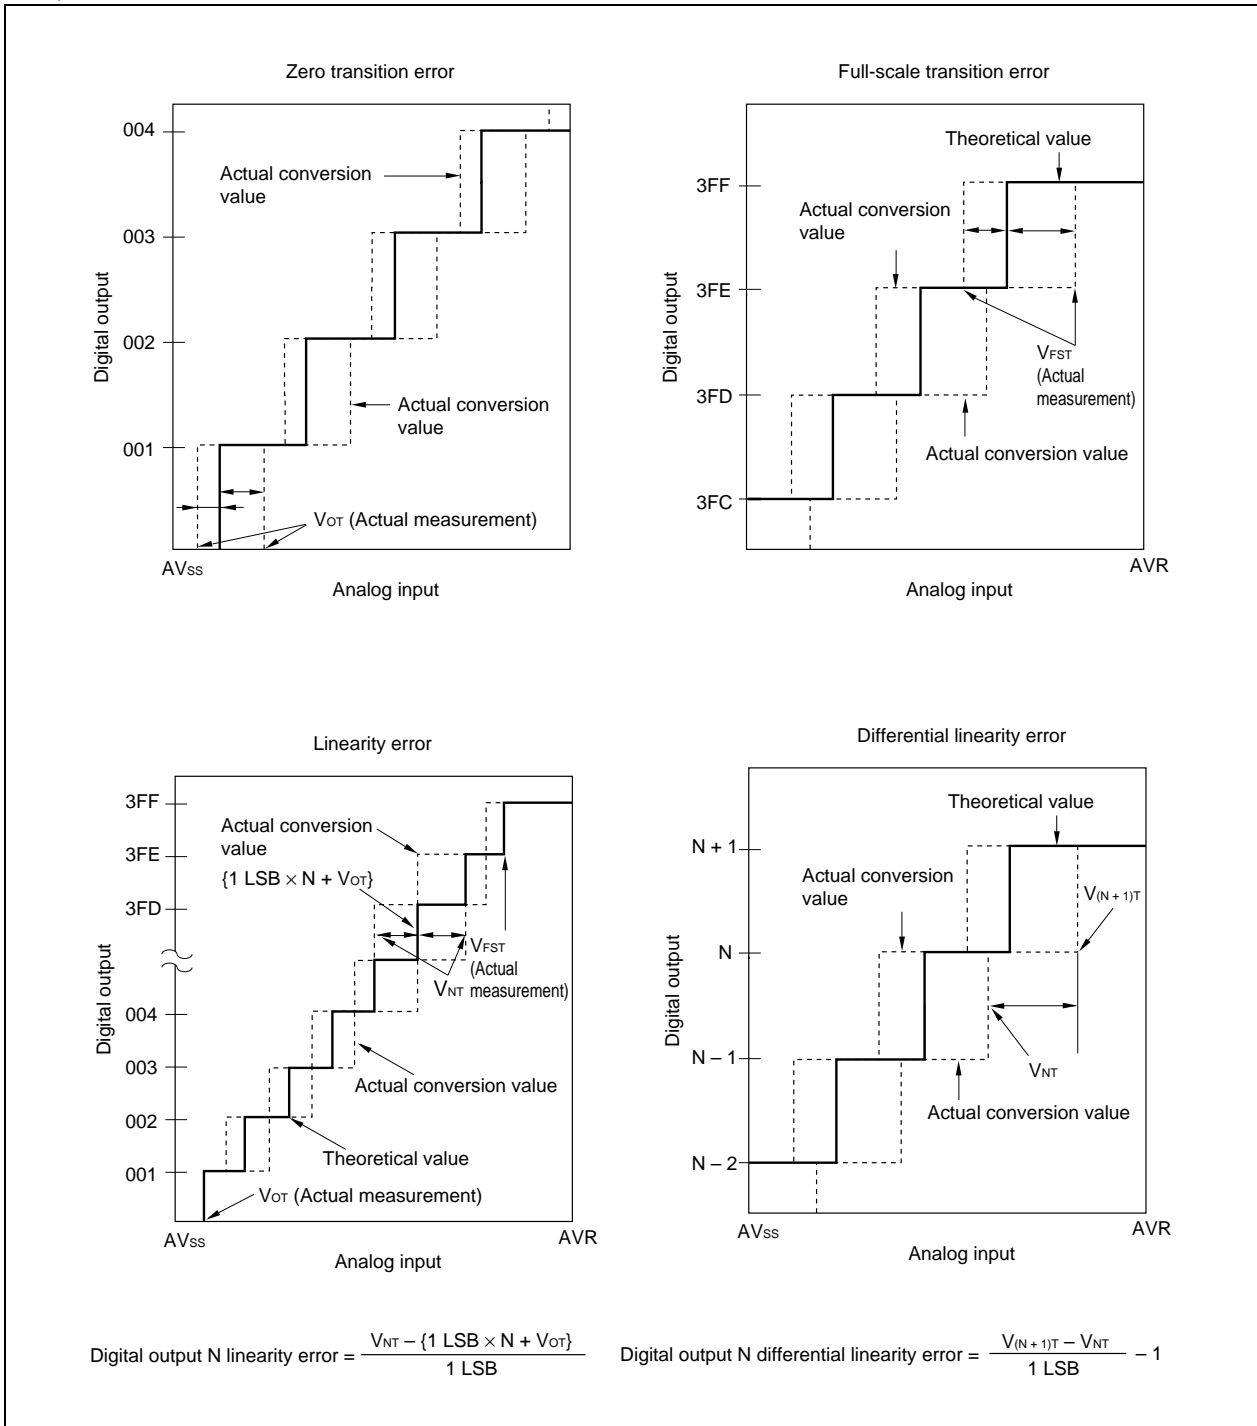 Zero transition error
004
Actual conversion
value
003
Digital output
002
Actual conversion
value
001
VOT (Actual measurement)
AVSS
Analog input
Full-scale transition error
Theoretical value
3FF
Actual conversion
value
3FE
Digital output
VFST
(Actual
measurement)
3FD
Actual conversion value
3FC
AVR
Analog input
Linearity error
3FF
Actual conversion
value
3FE
{1 LSB × N + VOT}
3FD
VFST
(Actual
measurement)
VNT
Digital output
004
003
Actual conversion value
002
Theoretical value
001
VOT (Actual measurement)
AVSS
AVR
Analog input
Differential linearity error
Theoretical value
N + 1
Actual conversion
value
V(N + 1)T
N
Digital output
N – 1
VNT
Actual conversion value
N – 2
AVSS
AVR
Analog input
Digital output N linearity error = VNT – {1 LSB × N + VOT}
1 LSB
Digital output N differential linearity error = V(N + 1)T – VNT
1 LSB
– 1